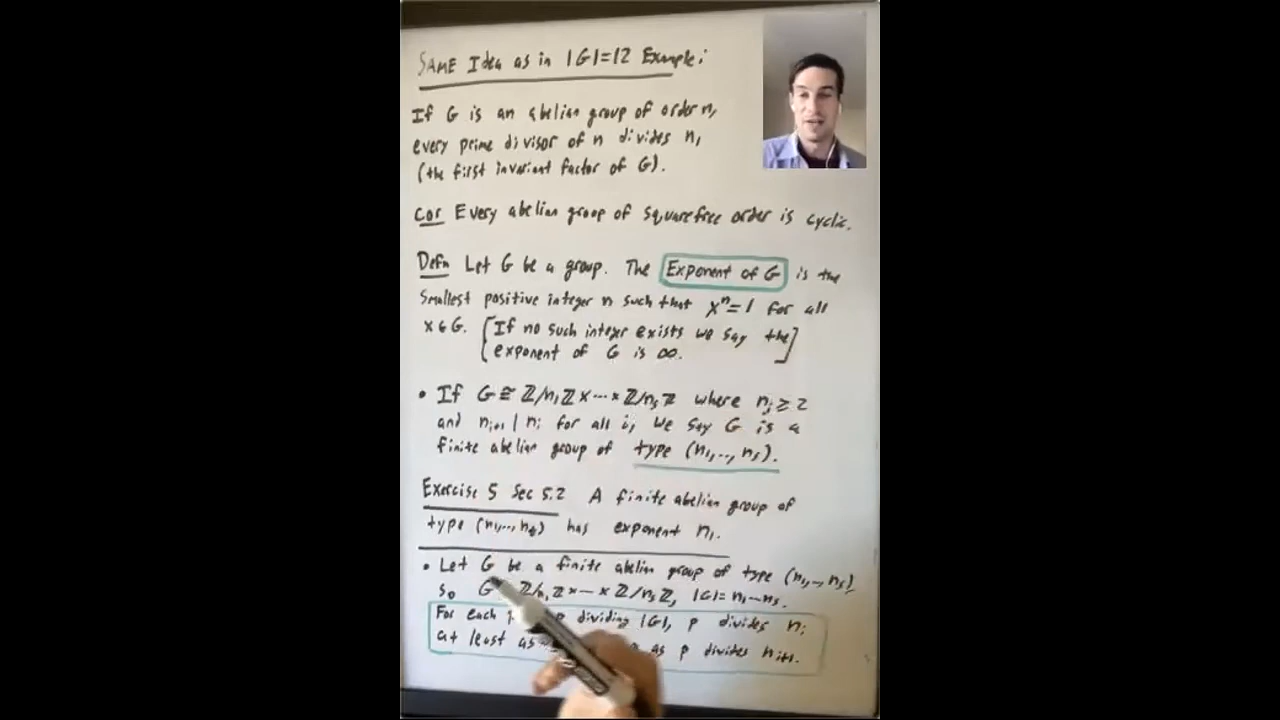 SAME Idea as in |G|=12 Example:
If G is an abelian group of order n,
every prime divisor of n divides n₁
(the first invariant factor of G).
Cor Every abelian group of squarefree order is cyclic.
Defn Let G be a group. The Exponent of G is the
smallest positive integer n such that xⁿ=1 for all
x∈G. [If no such integer exists we say the
exponent of G is ∞.]
• If G ≅ ℤ/n₁ℤ × ··· × ℤ/nₛℤ where nⱼ ≥ 2
and nᵢ₊₁ | nᵢ for all i, we say G is a
finite abelian group of type (n₁,..,nₛ).
Exercise 5 Sec 5.2 A finite abelian group of
type (n₁,..,nₜ) has exponent n₁.
• Let G be a finite abelian group of type (n₁,..,nₛ)
so G ℤ/n₁ℤ × ··· × ℤ/nₛℤ, |G|= n₁···nₛ.
For each p dividing |G|, p divides nᵢ
at least as as p divides nᵢ₊₁.